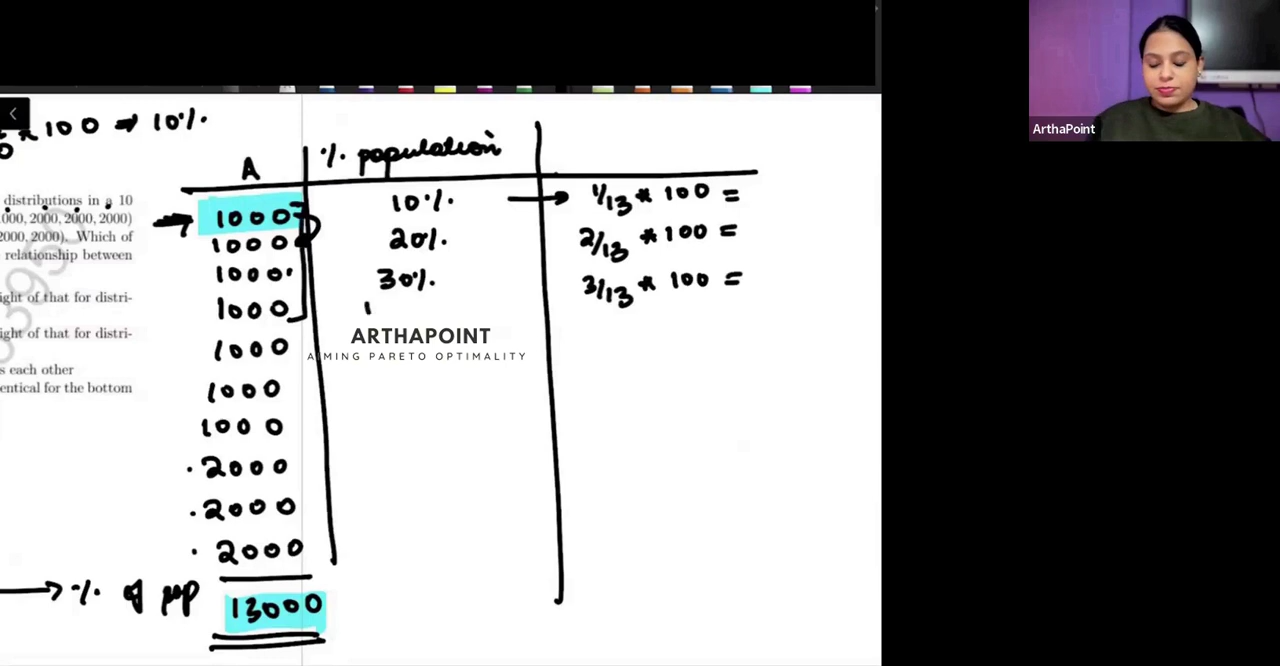 * 100 → 10%.
ArthaPoint
A % population
distributions in a 10
000, 2000, 2000, 2000)
2000, 2000). Which of
relationship between
ight of that for distri-
ight of that for distri-
s each other
entical for the bottom
1000 10%. → 1/13 * 100 =
1000 20%. 2/13 * 100 =
1000 30%. 3/13 * 100 =
1000
1000
1000
1000
2000
2000
2000
→ % of pop 13000
ARTHAPOINT
AIMING PARETO OPTIMALITY